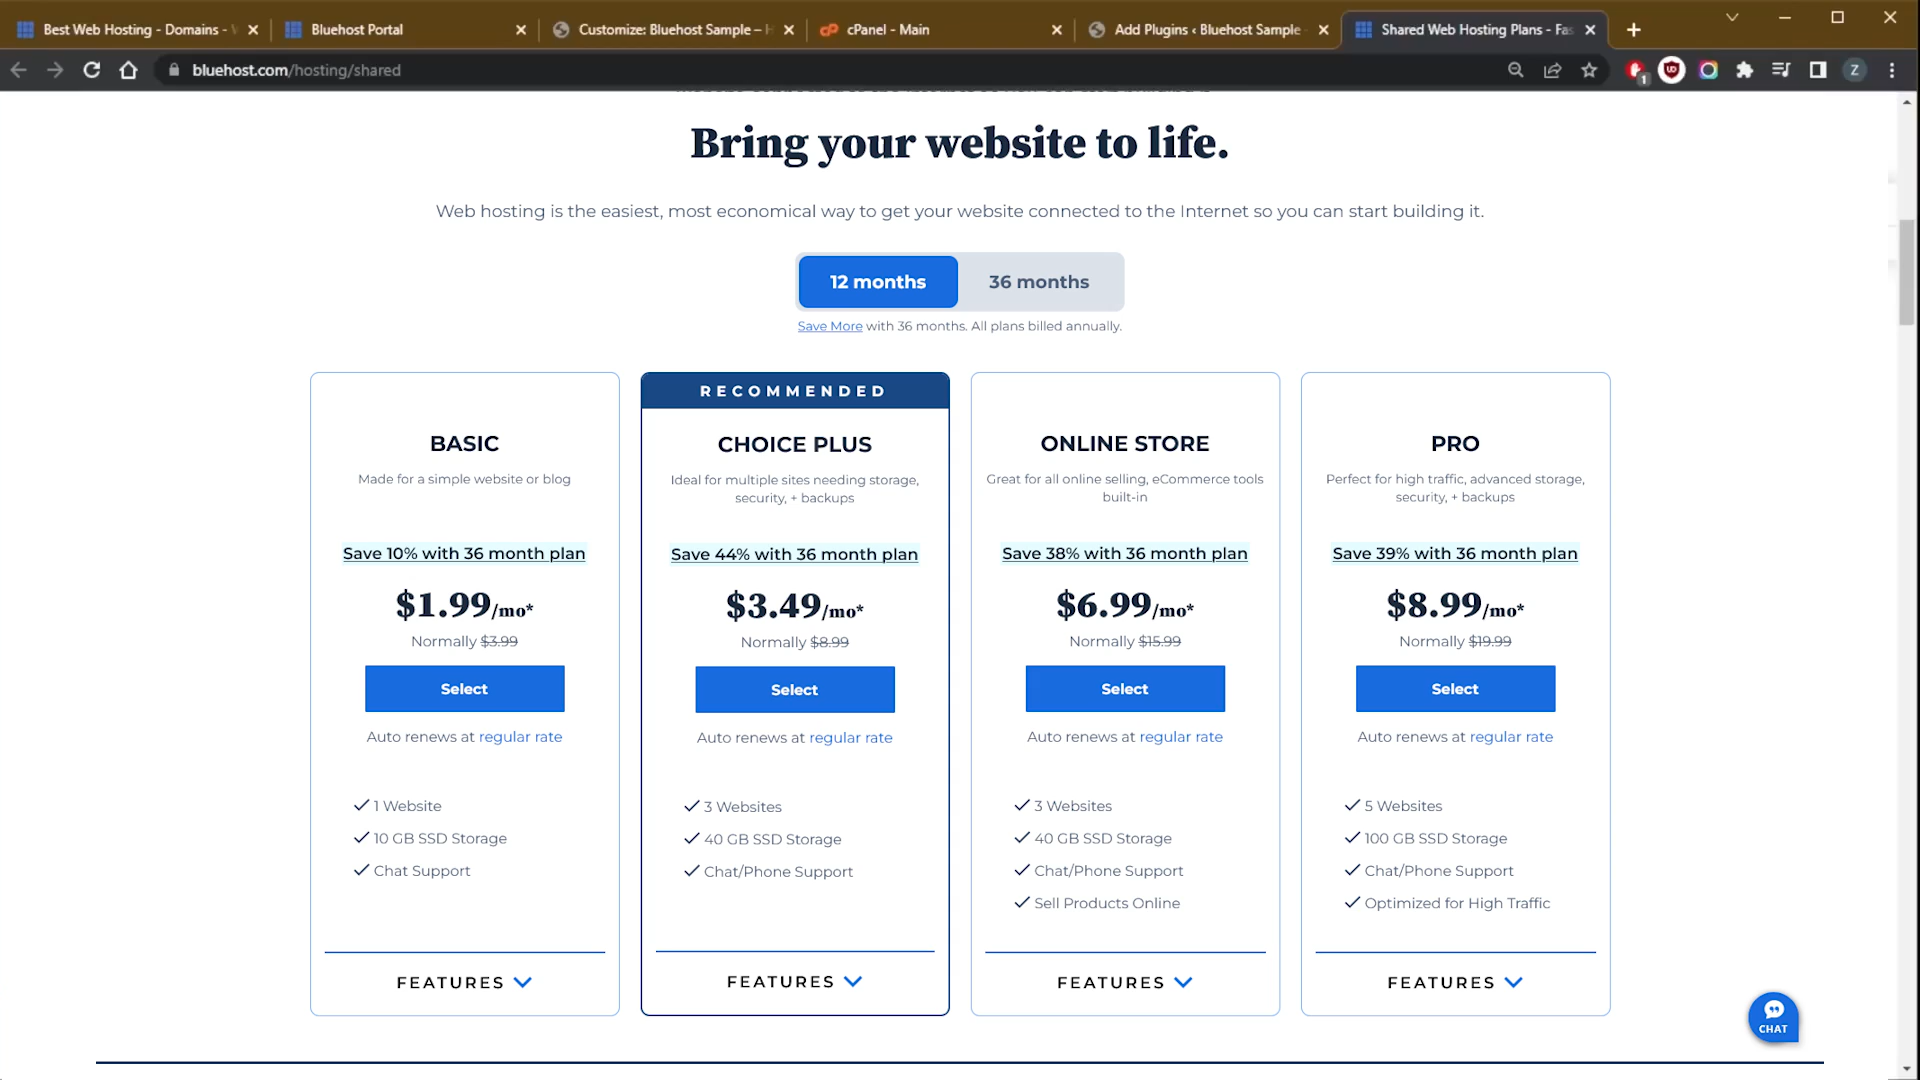 Best Web Hosting - Domains -
Bluehost Portal
Customize: Bluehost Sample –
cPanel - Main
Add Plugins ‹ Bluehost Sample
Shared Web Hosting Plans - Fas
bluehost.com/hosting/shared
1
Z
Bring your website to life.
Web hosting is the easiest, most economical way to get your website connected to the Internet so you can start building it.
12 months
36 months
Save More with 36 months. All plans billed annually.
BASIC
Made for a simple website or blog
Save 10% with 36 month plan
$1.99/mo*
Normally $3.99
Select
Auto renews at regular rate
1 Website
10 GB SSD Storage
Chat Support
FEATURES
RECOMMENDED
CHOICE PLUS
Ideal for multiple sites needing storage,
security, + backups
Save 44% with 36 month plan
$3.49/mo*
Normally $8.99
Select
Auto renews at regular rate
3 Websites
40 GB SSD Storage
Chat/Phone Support
FEATURES
ONLINE STORE
Great for all online selling, eCommerce tools
built-in
Save 38% with 36 month plan
$6.99/mo*
Normally $15.99
Select
Auto renews at regular rate
3 Websites
40 GB SSD Storage
Chat/Phone Support
Sell Products Online
FEATURES
PRO
Perfect for high traffic, advanced storage,
security, + backups
Save 39% with 36 month plan
$8.99/mo*
Normally $19.99
Select
Auto renews at regular rate
5 Websites
100 GB SSD Storage
Chat/Phone Support
Optimized for High Traffic
FEATURES
CHAT